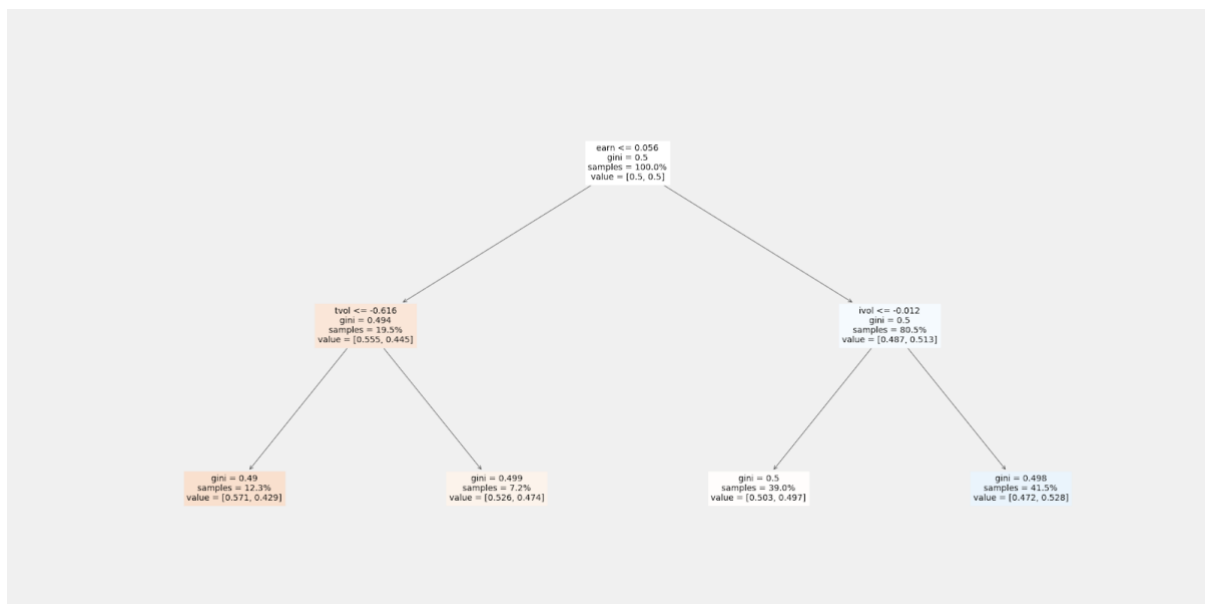 earn <= 0.056
gini = 0.5
samples = 100.0%
value = [0.5, 0.5]
tvol <= -0.616
gini = 0.494
samples = 19.5%
value = [0.555, 0.445]
ivol <= -0.012
gini = 0.5
samples = 80.5%
value = [0.487, 0.513]
gini = 0.49
samples = 12.3%
value = [0.571, 0.429]
gini = 0.499
samples = 7.2%
value = [0.526, 0.474]
gini = 0.5
samples = 39.0%
value = [0.503, 0.497]
gini = 0.498
samples = 41.5%
value = [0.472, 0.528]